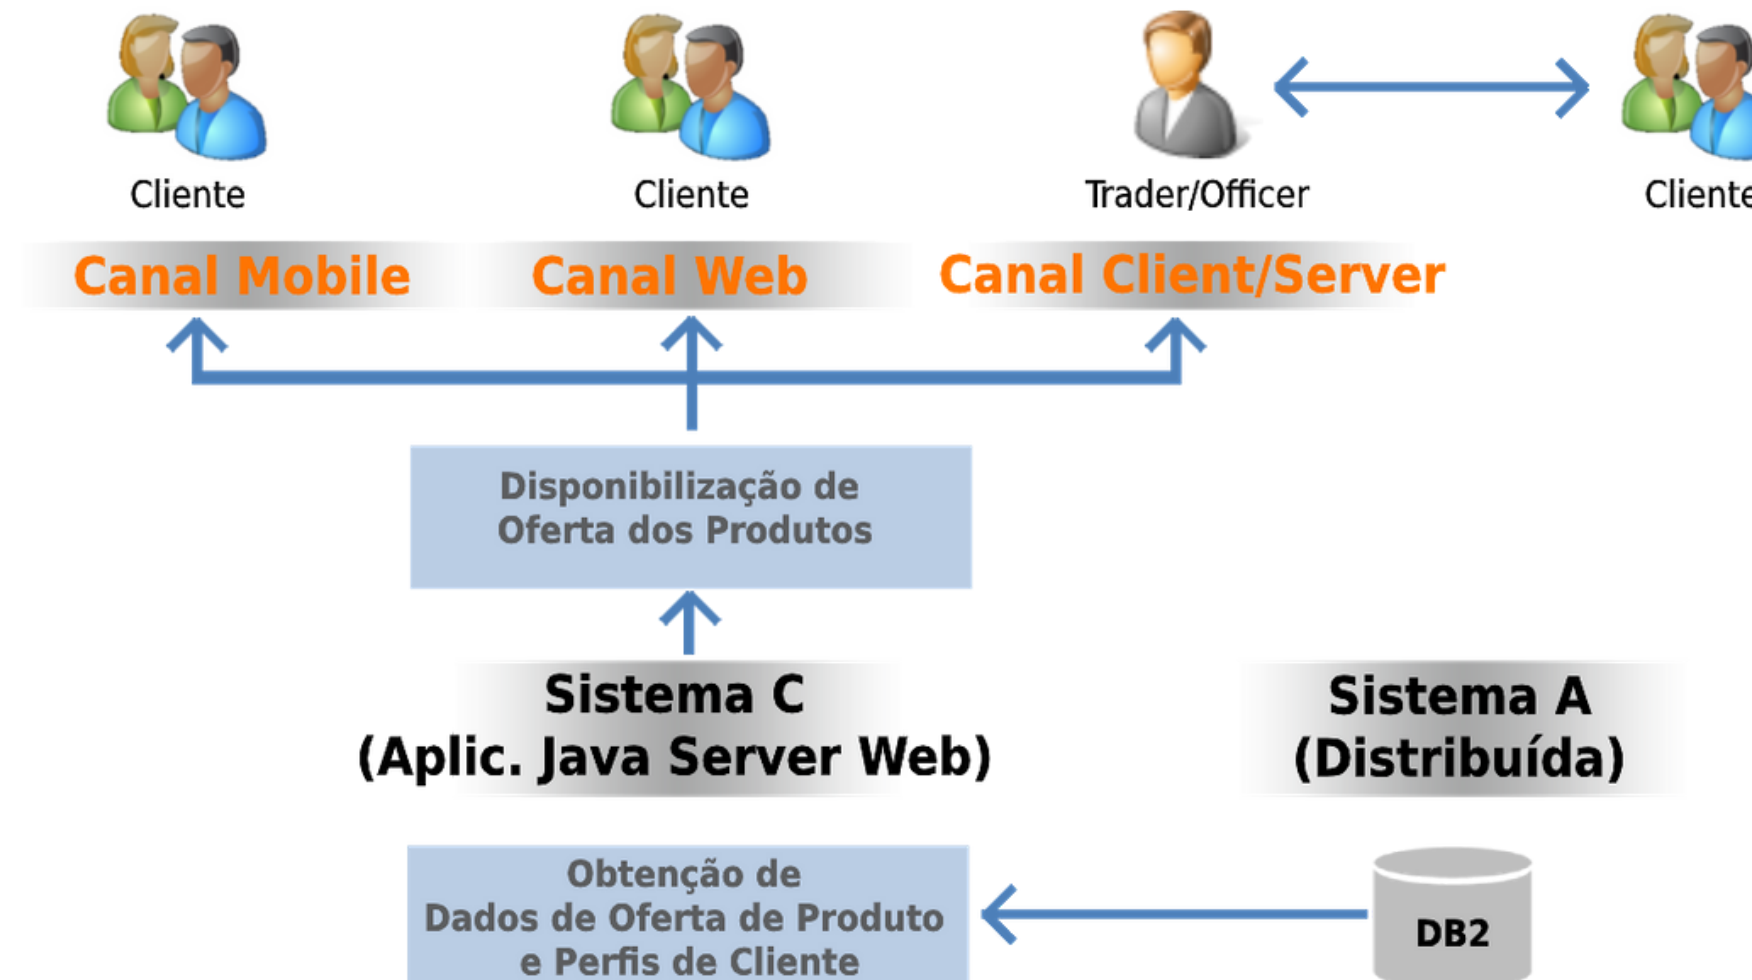 Cliente
Cliente
Trader/Officer
Cliente
Canal Mobile
Canal Web
Canal Client/Server
Disponibilização de
Oferta dos Produtos
Sistema C
(Aplic. Java Server Web)
Sistema A
(Distribuída)
Obtenção de
Dados de Oferta de Produto
e Perfis de Cliente
DB2